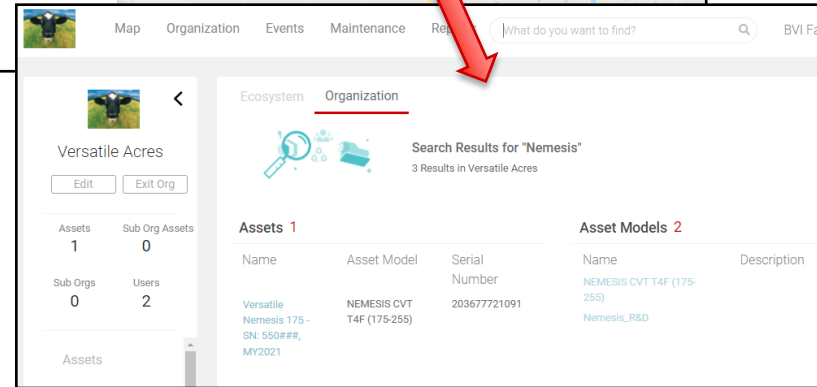 Map Organization Events Maintenance Rep What do you want to find? BVI Fa
Versatile Acres
Edit Exit Org
Assets Sub Org Assets
1 0
Sub Orgs Users
0 2
Assets
Ecosystem Organization
Search Results for "Nemesis"
3 Results in Versatile Acres
Assets 1
Name Asset Model Serial
Number
Versatile NEMESIS CVT 203677721091
Nemesis 175 - T4F (175-255)
SN: 550###,
MY2021
Asset Models 2
Name Description
NEMESIS CVT T4F (175-
255)
Nemesis_R&D